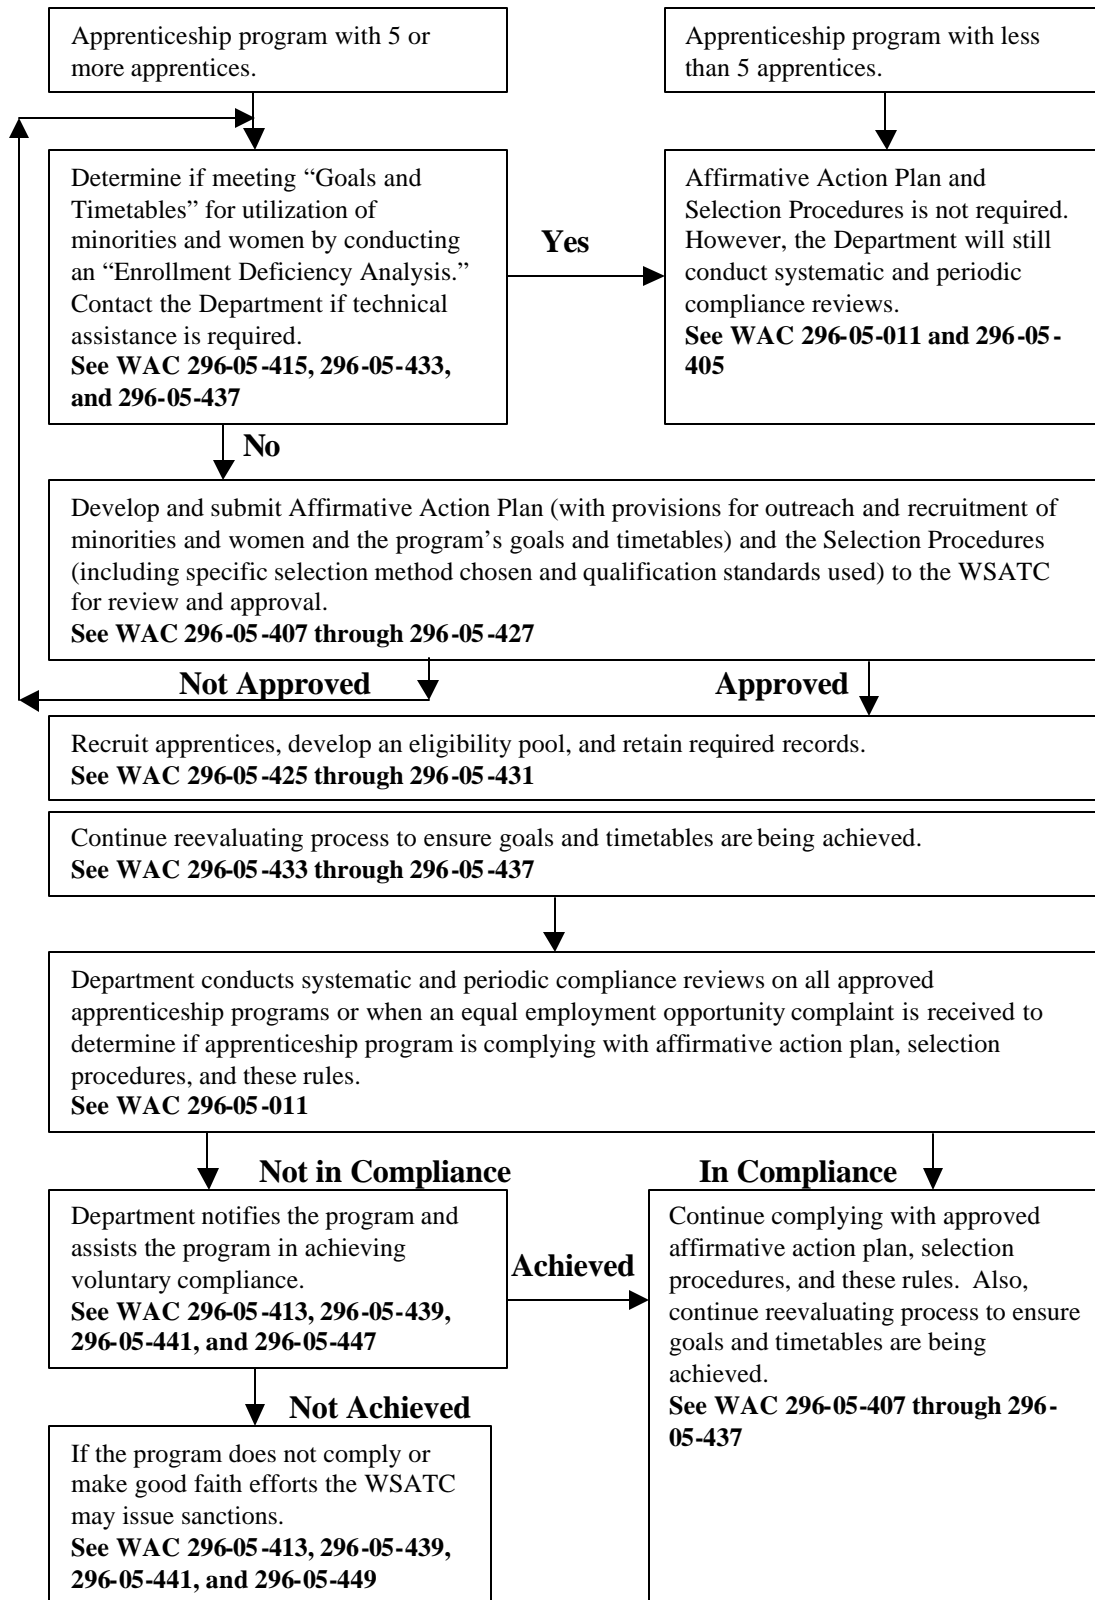 Apprenticeship program with 5 or
more apprentices.
Apprenticeship program with less
than 5 apprentices.
Determine if meeting “Goals and
Timetables” for utilization of
minorities and women by conducting
an “Enrollment Deficiency Analysis.”
Contact the Department if technical
assistance is required.
See WAC 296-05-415, 296-05-433,
and 296-05-437
Yes
Affirmative Action Plan and
Selection Procedures is not required.
However, the Department will still
conduct systematic and periodic
compliance reviews.
See WAC 296-05-011 and 296-05-
405
No
Develop and submit Affirmative Action Plan (with provisions for outreach and recruitment of
minorities and women and the program’s goals and timetables) and the Selection Procedures
(including specific selection method chosen and qualification standards used) to the WSATC
for review and approval.
See WAC 296-05-407 through 296-05-427
Not Approved
Approved
Recruit apprentices, develop an eligibility pool, and retain required records.
See WAC 296-05-425 through 296-05-431
Continue reevaluating process to ensure goals and timetables are being achieved.
See WAC 296-05-433 through 296-05-437
Department conducts systematic and periodic compliance reviews on all approved
apprenticeship programs or when an equal employment opportunity complaint is received to
determine if apprenticeship program is complying with affirmative action plan, selection
procedures, and these rules.
See WAC 296-05-011
Not in Compliance
In Compliance
Department notifies the program and
assists the program in achieving
voluntary compliance.
See WAC 296-05-413, 296-05-439,
296-05-441, and 296-05-447
Achieved
Continue complying with approved
affirmative action plan, selection
procedures, and these rules.  Also,
continue reevaluating process to ensure
goals and timetables are being
achieved.
See WAC 296-05-407 through 296-
05-437
Not Achieved
If the program does not comply or
make good faith efforts the WSATC
may issue sanctions.
See WAC 296-05-413, 296-05-439,
296-05-441, and 296-05-449